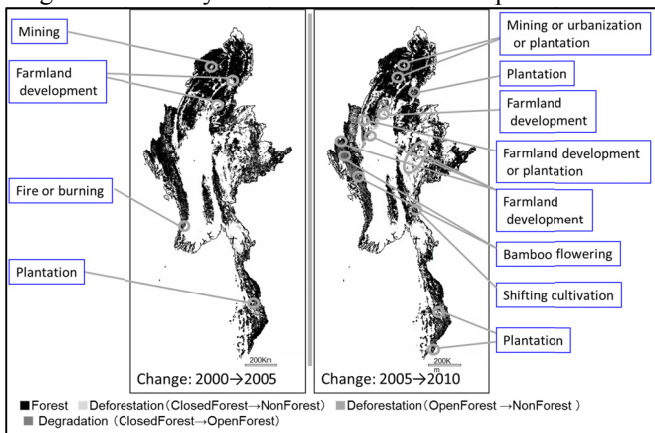 Mining
Farmland
development
Fire or burning
Plantation
200Kn
Change: 2000→2005
Mining or urbanization
or plantation
Plantation
Farmland
development
Farmland development
or plantation
Farmland
development
Bamboo flowering
Shifting cultivation
Plantation
200K
m
Change: 2005→2010
Forest Deforestation(ClosedForest→NonForest) Deforestation(OpenForest→NonForest )
Degradation (ClosedForest→OpenForest)